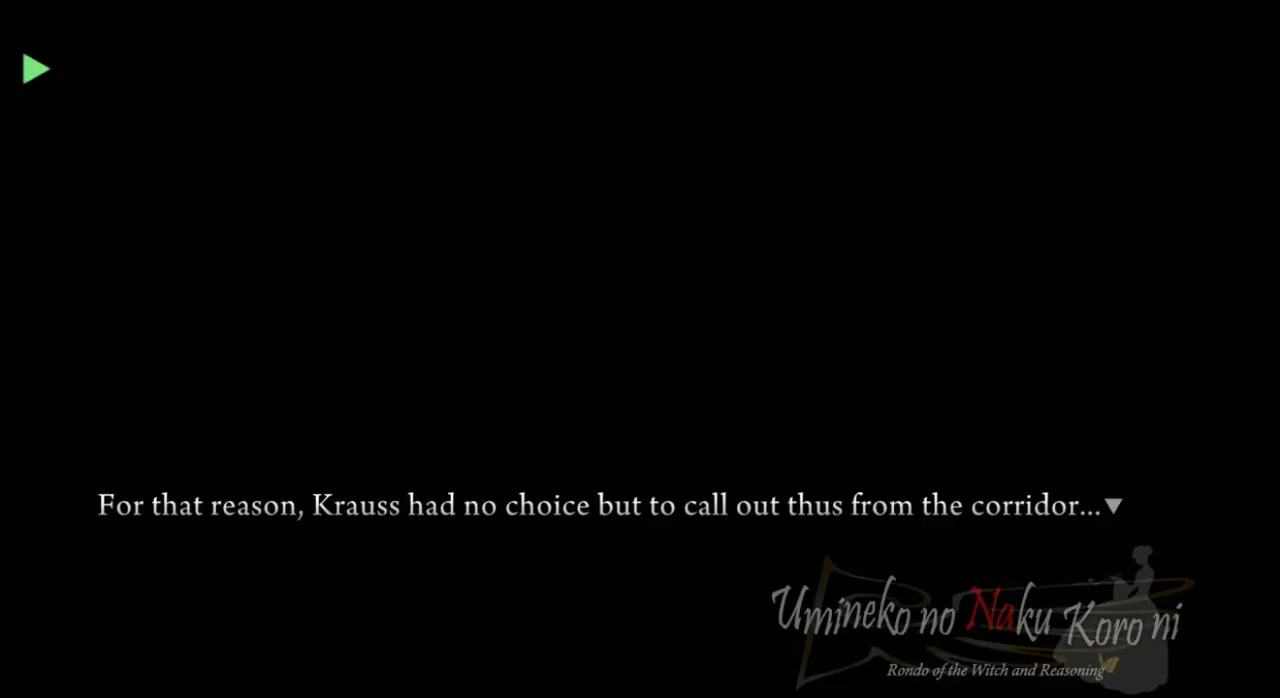 For that reason, Krauss had no choice but to call out thus from the corridor...
Umineko no Naku Koro ni
Rondo of the Witch and Reasoning